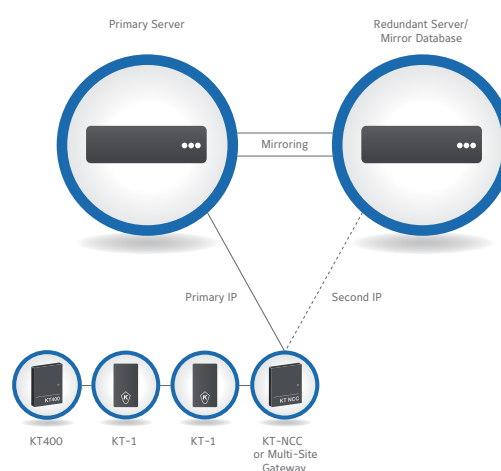 Primary Server
Redundant Server/
Mirror Database
Mirroring
Primary IP
Second IP
KT400
K
K
KT NCC
KT400
KT-1
KT-1
KT-NCC
or Multi-Site
Gateway